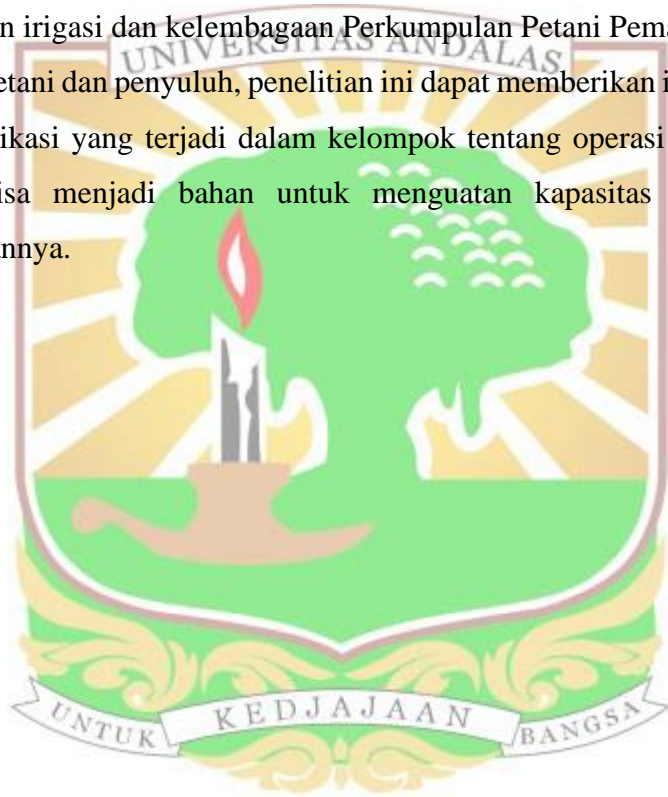 n irigasi dan kelembagaan Perkumpulan Petani Pema
UNIVERSITAS ANDALAS
etani dan penyuluh, penelitian ini dapat memberikan i
ikasi yang terjadi dalam kelompok tentang operasi
isa menjadi bahan untuk menguatan kapasitas
annya.
UNTUK KEDJAJAAN BANGSA